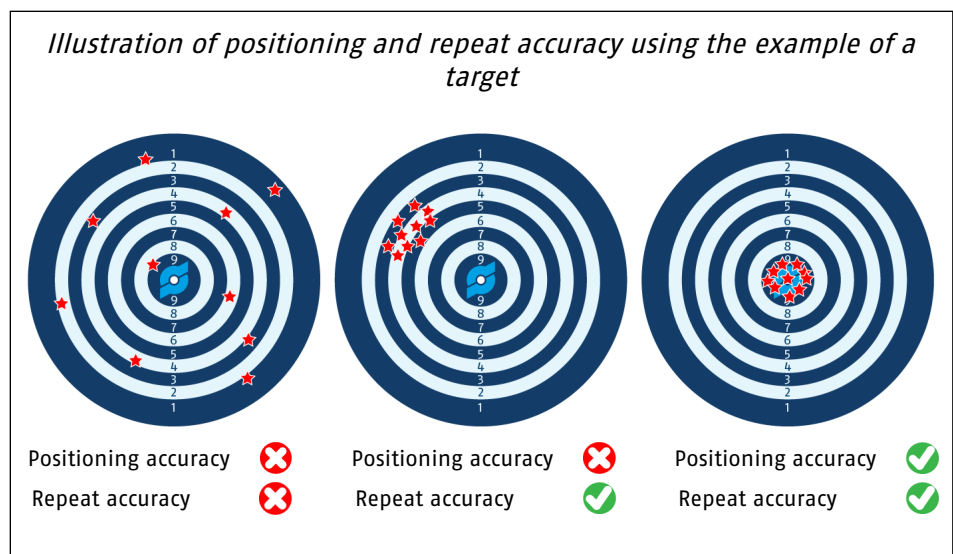 Illustration of positioning and repeat accuracy using the example of a
target
1 1 1
2 2 2
3 3 3
4 4 4
5 5 5
6 6 6
7 7 7
8 8 8
9 9 9
9 9 9
8 8 8
7 7 7
6 6 6
5 5 5
4 4 4
3 3 3
2 2 2
1 1 1
Positioning accuracy Positioning accuracy Positioning accuracy
Repeat accuracy Repeat accuracy Repeat accuracy